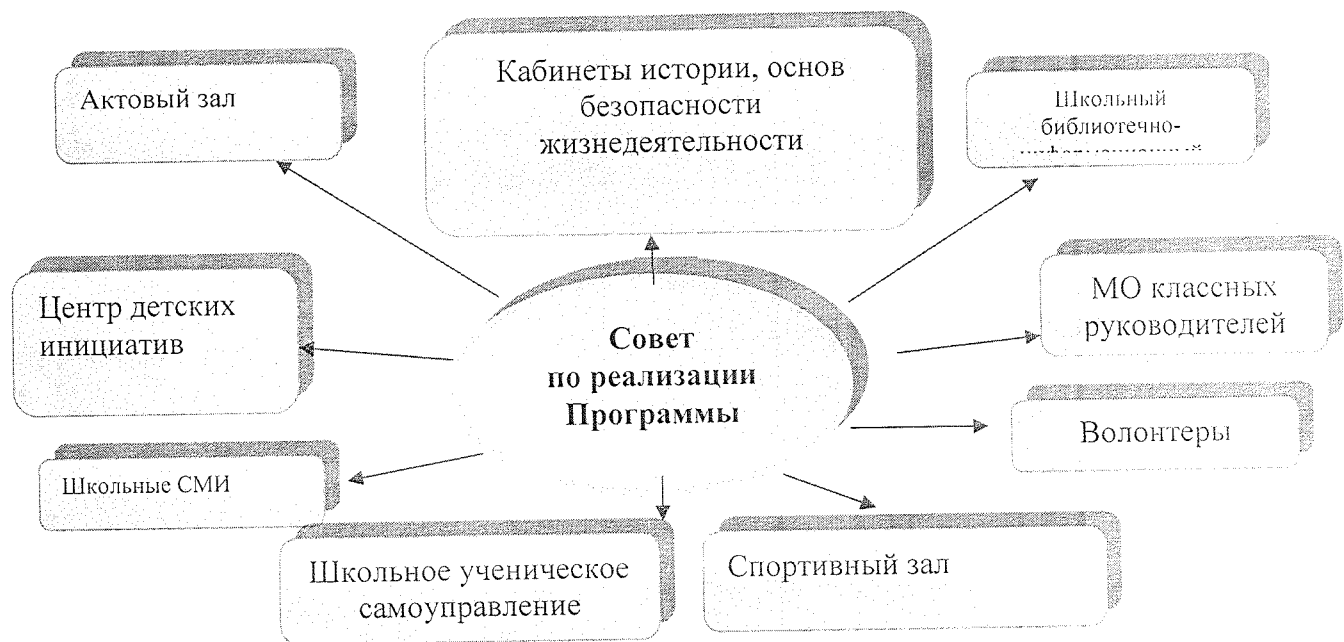 Актовый зал
Кабинеты истории, основ
безопасности
жизнедеятельности
Школьный
библиотечно-
Центр детских
инициатив
Совет
по реализации
Программы
МО классных
руководителей
Волонтеры
Школьные СМИ
Школьное ученическое
самоуправление
Спортивный зал